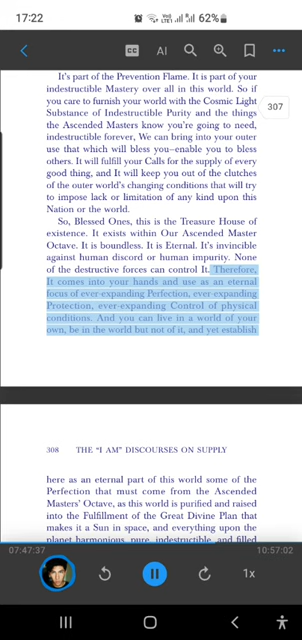 17:22
62%
AI
307
It's part of the Prevention Flame. It is part of your
indestructible Mastery over all in this world. So if
you care to furnish your world with the Cosmic Light
Substance of Indestructible Purity and the things
the Ascended Masters know you're going to need,
indestructible forever, We can bring into your outer
use that which will bless you–enable you to bless
others. It will fulfill your Calls for the supply of every
good thing, and It will keep you out of the clutches
of the outer world's changing conditions that will try
to impose lack or limitation of any kind upon this
Nation or the world.
So, Blessed Ones, this is the Treasure House of
existence. It exists within Our Ascended Master
Octave. It is boundless. It is Eternal. It's invincible
against human discord or human impurity. None
of the destructive forces can control It. Therefore,
It comes into your hands and use as an eternal
focus of ever-expanding Perfection, ever expanding
Protection, ever-expanding Control of physical
conditions. And you can live in a world of your
own, be in the world but not of it, and yet establish
308 THE “I AM” DISCOURSES ON SUPPLY
here as an eternal part of this world some of the
Perfection that must come from the Ascended
Masters' Octave, as this world is purified and raised
into the Fulfillment of the Great Divine Plan that
makes it a Sun in space, and everything upon the
planet harmonious, pure, indestructible, and filled
07:47:37 10:57:02
1x